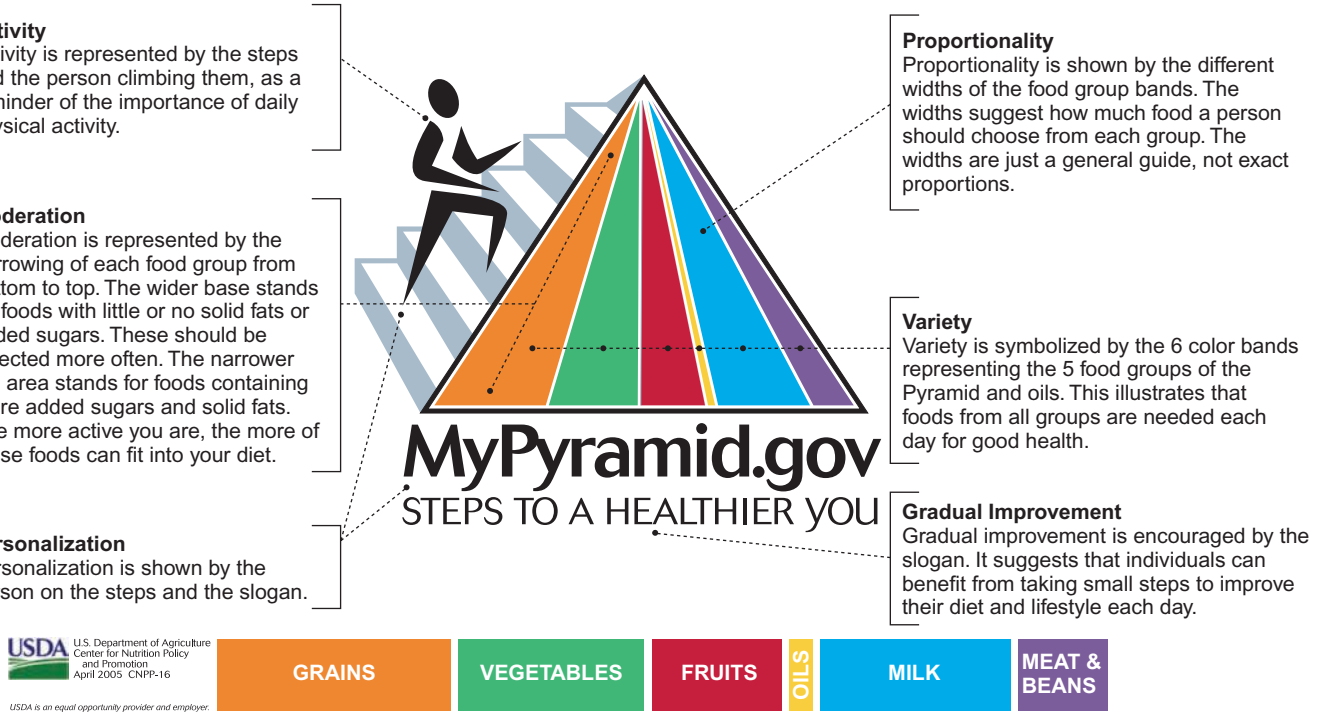 tivity
ivity is represented by the steps
d the person climbing them, as a
minder of the importance of daily
ysical activity.
oderation
deration is represented by the
rrowing of each food group from
ttom to top. The wider base stands
foods with little or no solid fats or
ded sugars. These should be
ected more often. The narrower
area stands for foods containing
re added sugars and solid fats.
e more active you are, the more of
se foods can fit into your diet.
rsonalization
rsonalization is shown by the
rson on the steps and the slogan.
Proportionality
Proportionality is shown by the different
widths of the food group bands. The
widths suggest how much food a person
should choose from each group. The
widths are just a general guide, not exact
proportions.
Variety
Variety is symbolized by the 6 color bands
representing the 5 food groups of the
Pyramid and oils. This illustrates that
foods from all groups are needed each
day for good health.
Gradual Improvement
Gradual improvement is encouraged by the
slogan. It suggests that individuals can
benefit from taking small steps to improve
their diet and lifestyle each day.
MyPyramid.gov
STEPS TO A HEALTHIER YOU
USDA
U.S. Department of Agriculture
Center for Nutrition Policy
and Promotion
April 2005 CNPP-16
USDA is an equal opportunity provider and employer.
GRAINS
VEGETABLES
FRUITS
OILS
MILK
MEAT &
BEANS